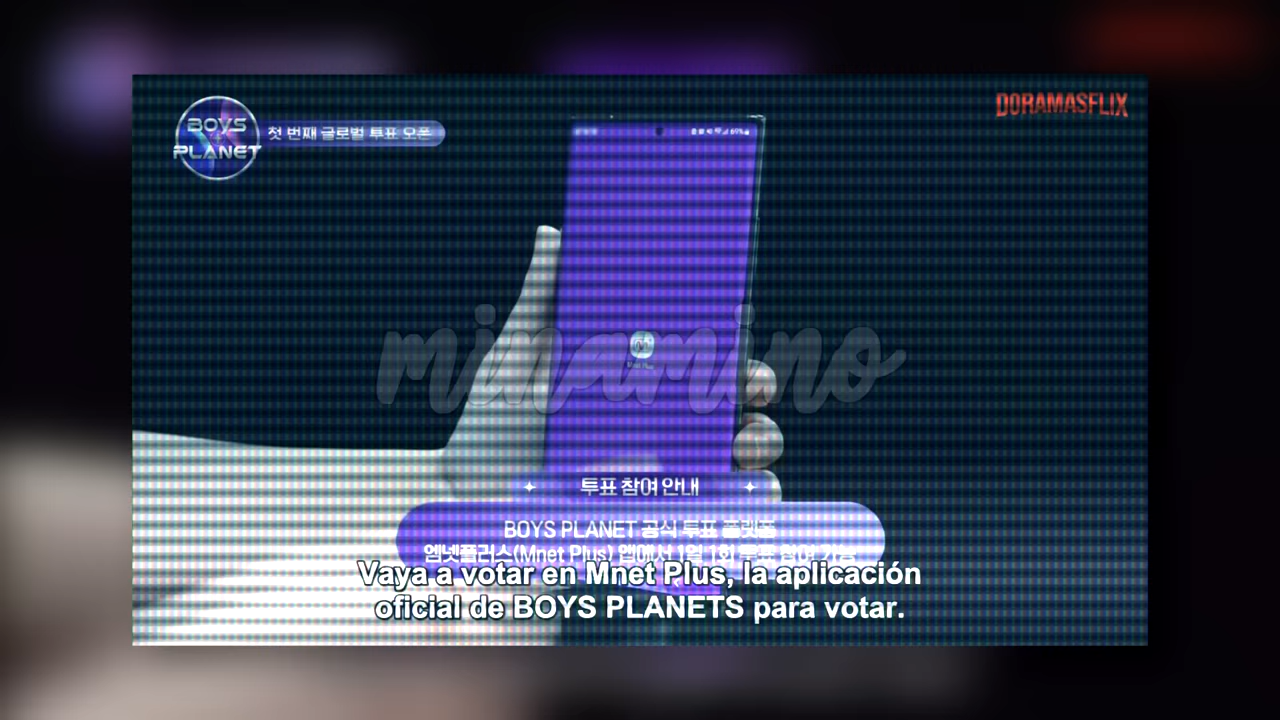 BOYS
PLANET
첫 번째 글로벌 투표 오픈
DORAMASFLIX
69%
minamino
투표 참여 안내
BOYS PLANET 공식 투표 플랫폼
엠넷플러스(Mnet Plus) 앱에서 1일 1회 투표 참여 가능
Vaya a votar en Mnet Plus, la aplicación
oficial de BOYS PLANETS para votar.